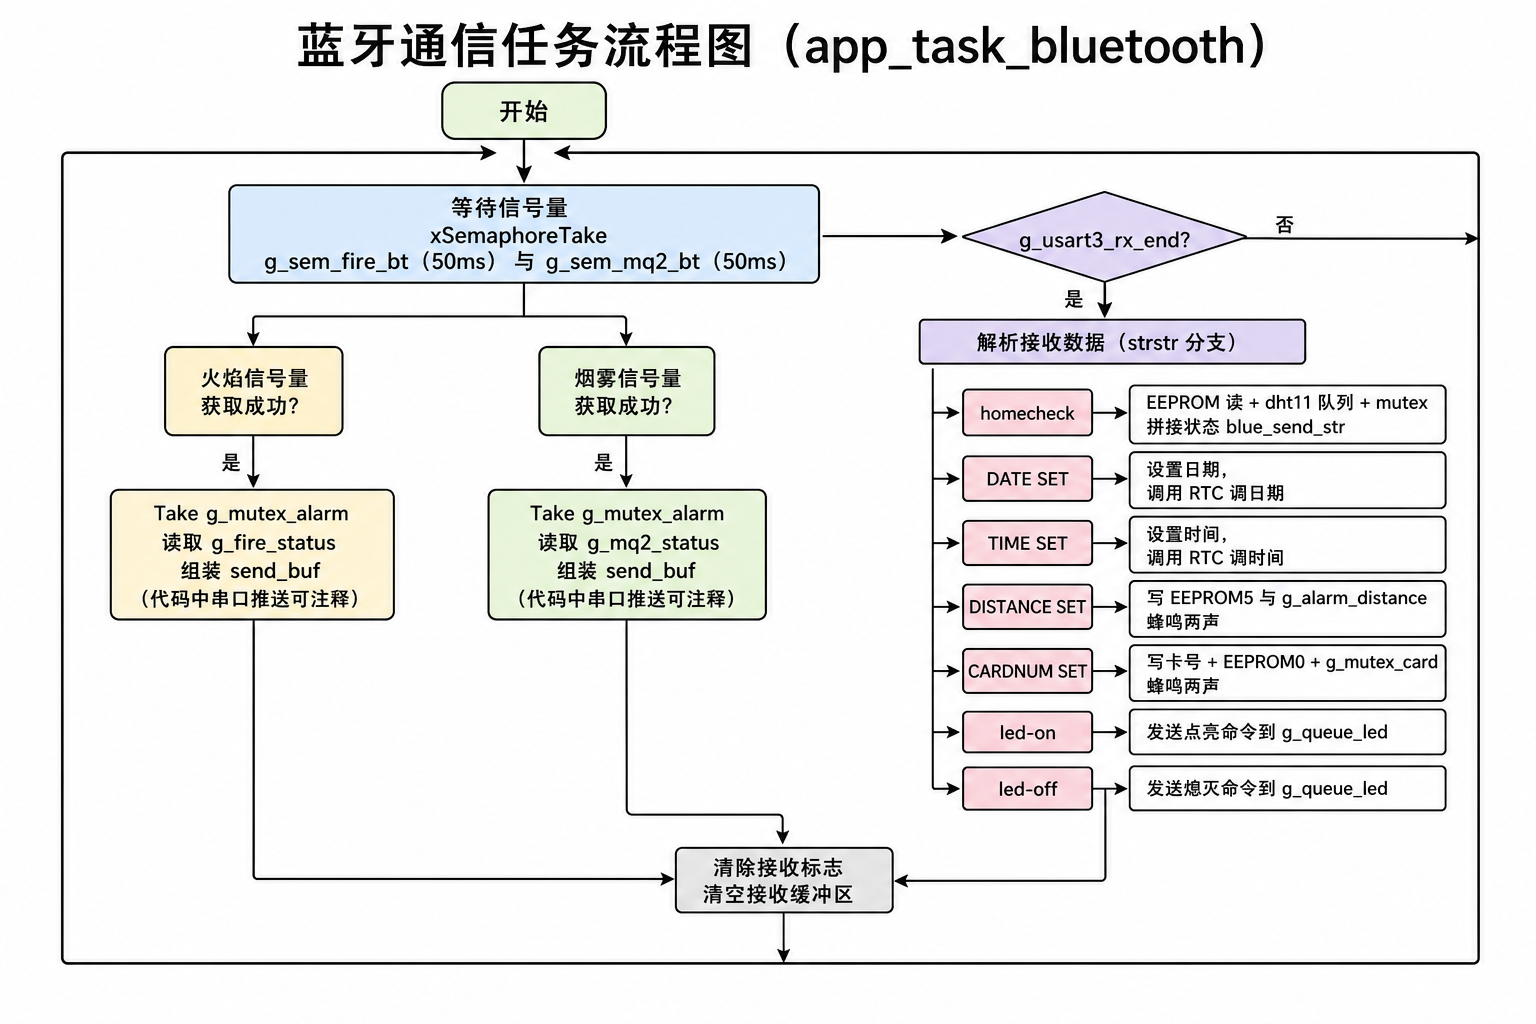 蓝牙通信任务流程图（app_task_bluetooth）
开始
等待信号量
xSemaphoreTake
g_sem_fire_bt（50ms） 与 g_sem_mq2_bt（50ms）
g_usart3_rx_end?
否
是
火焰信号量
获取成功?
是
Take g_mutex_alarm
读取 g_fire_status
组装 send_buf
（代码中串口推送可注释）
烟雾信号量
获取成功?
是
Take g_mutex_alarm
读取 g_mq2_status
组装 send_buf
（代码中串口推送可注释）
解析接收数据（strstr 分支）
homecheck
EEPROM 读 + dht11 队列 + mutex
拼接状态 blue_send_str
DATE SET
设置日期，
调用 RTC 调日期
TIME SET
设置时间，
调用 RTC 调时间
DISTANCE SET
写 EEPROM5 与 g_alarm_distance
蜂鸣两声
CARDNUM SET
写卡号 + EEPROM0 + g_mutex_card
蜂鸣两声
led-on
发送点亮命令到 g_queue_led
led-off
发送熄灭命令到 g_queue_led
清除接收标志
清空接收缓冲区